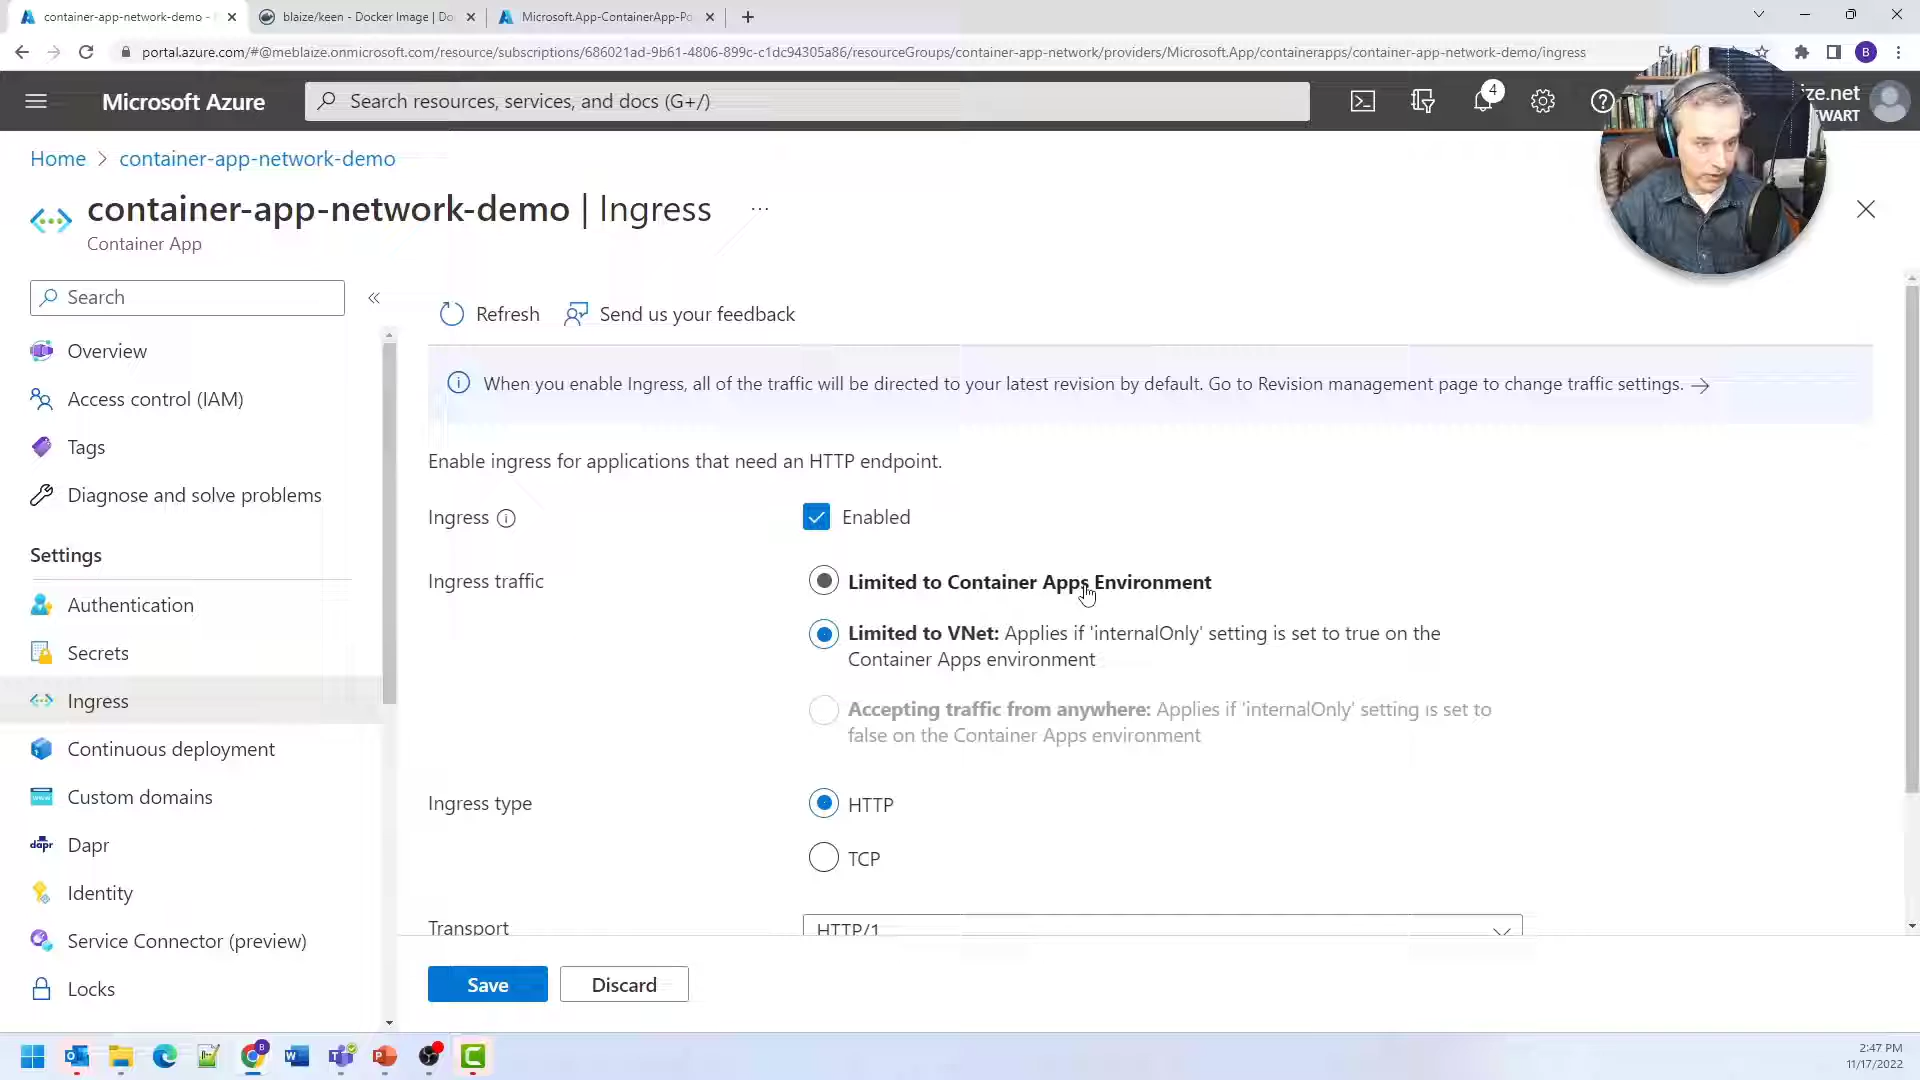 container-app-network-demo -
blaize/keen - Docker Image | Do
Microsoft.App-ContainerApp-Po
portal.azure.com/#@meblaize.onmicrosoft.com/resource/subscriptions/686021ad-9b61-4806-899c-c1dc94305a86/resourceGroups/container-app-network/providers/Microsoft.App/containerapps/container-app-network-demo/ingress
B
Microsoft Azure
Search resources, services, and docs (G+/)
4
ize.net
WART
Home > container-app-network-demo
container-app-network-demo | Ingress ...
Container App
Search
«
Refresh
Send us your feedback
Overview
Access control (IAM)
Tags
Diagnose and solve problems
Settings
Authentication
Secrets
Ingress
Continuous deployment
Custom domains
Dapr
Identity
Service Connector (preview)
Locks
When you enable Ingress, all of the traffic will be directed to your latest revision by default. Go to Revision management page to change traffic settings. →
Enable ingress for applications that need an HTTP endpoint.
Ingress
Enabled
Ingress traffic
Limited to Container Apps Environment
Limited to VNet: Applies if 'internalOnly' setting is set to true on the
Container Apps environment
Accepting traffic from anywhere: Applies if 'internalOnly' setting is set to
false on the Container Apps environment
Ingress type
HTTP
TCP
Transport
HTTP/1
Save
Discard
2:47 PM
11/17/2022